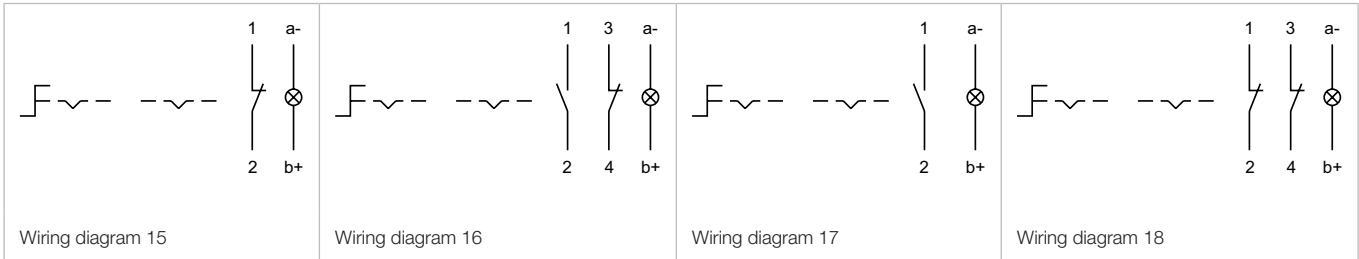 1 a-
2 b+
Wiring diagram 15
1 3 a-
2 4 b+
Wiring diagram 16
1 a-
2 b+
Wiring diagram 17
1 3 a-
2 4 b+
Wiring diagram 18